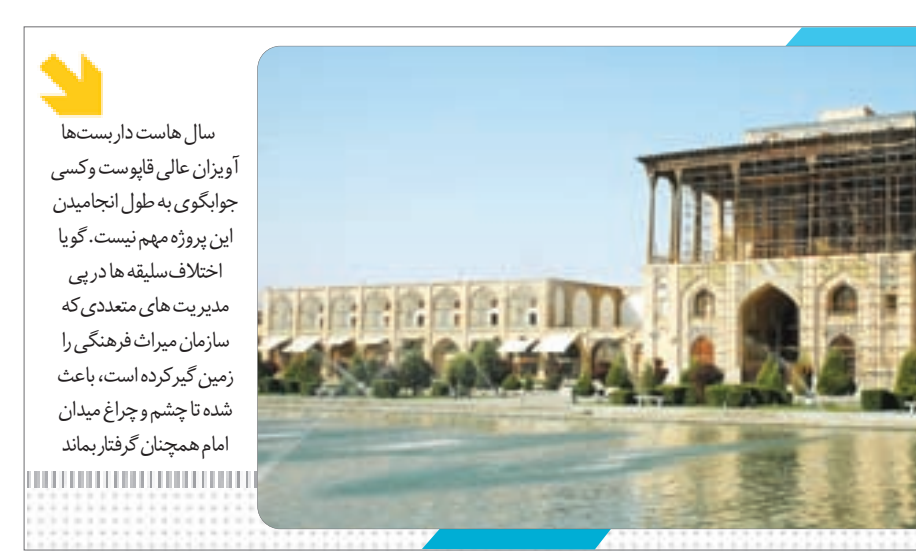 سال هاست داربست‌ها
آویزان عالی قاپوست وکسی
جوابگوی به طول انجامیدن
این پروژه مهم نیست. گویا
اختلاف سلیقه ها در پی
مدیریت های متعددی که
سازمان میراث فرهنگی را
زمین گیر کرده است، باعث
شده تا چشم و چراغ میدان
امام همچنان گرفتار بماند